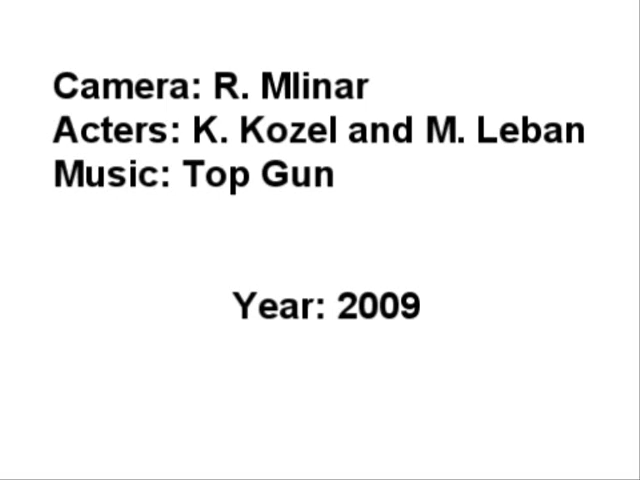 Camera: R. Mlinar
Acters: K. Kozel and M. Leban
Music: Top Gun
Year: 2009